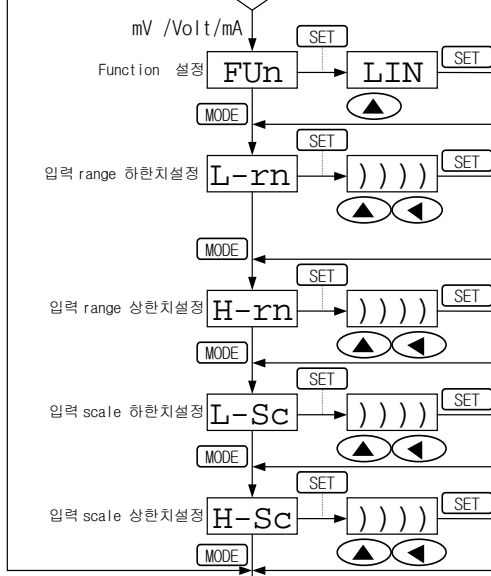 mV /Volt/mA
SET
SET
Function 설정 FUn LIN
MODE
SET
SET
입력 range 하한치설정 L-rn ))))
MODE
SET
SET
입력 range 상한치설정 H-rn ))))
MODE
SET
SET
입력 scale 하한치설정 L-Sc ))))
MODE
SET
SET
입력 scale 상한치설정 H-Sc ))))
MODE